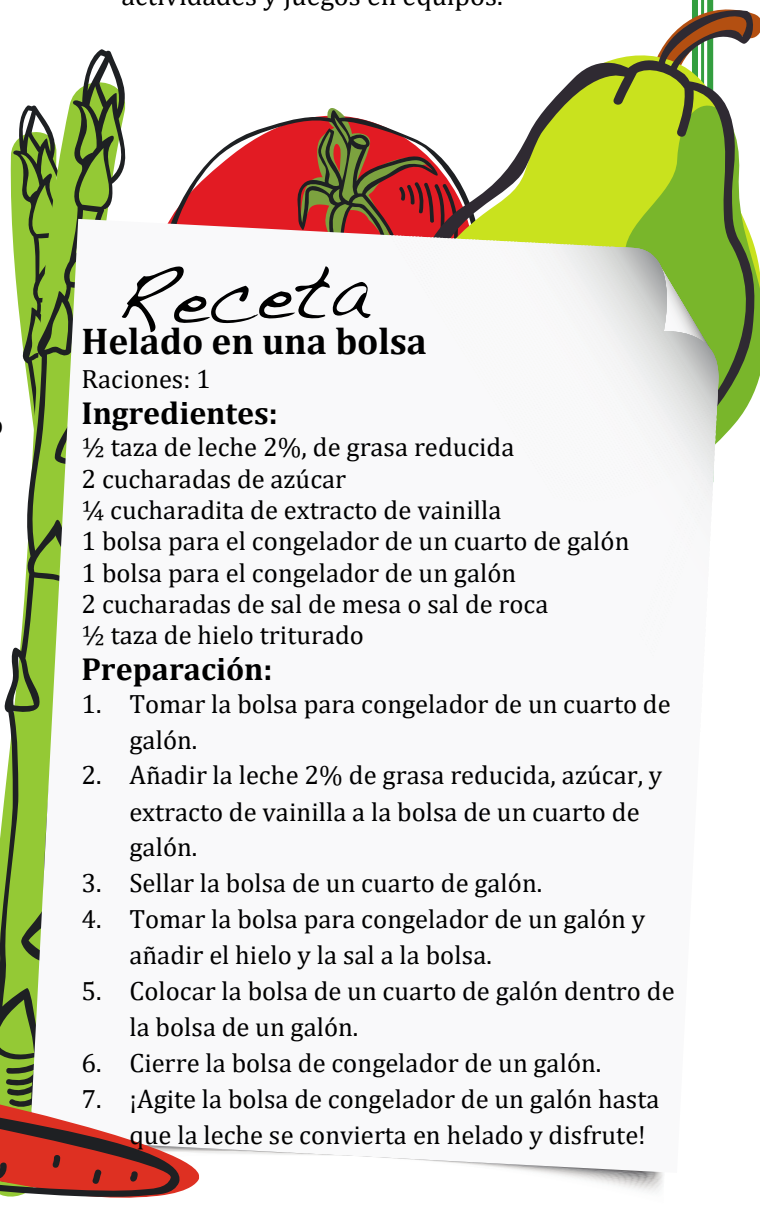 actividades y juegos en equipos.
Receta
Helado en una bolsa
Raciones: 1
Ingredientes:
½ taza de leche 2%, de grasa reducida
2 cucharadas de azúcar
¼ cucharadita de extracto de vainilla
1 bolsa para el congelador de un cuarto de galón
1 bolsa para el congelador de un galón
2 cucharadas de sal de mesa o sal de roca
½ taza de hielo triturado
Preparación:
1. Tomar la bolsa para congelador de un cuarto de
galón.
2. Añadir la leche 2% de grasa reducida, azúcar, y
extracto de vainilla a la bolsa de un cuarto de
galón.
3. Sellar la bolsa de un cuarto de galón.
4. Tomar la bolsa para congelador de un galón y
añadir el hielo y la sal a la bolsa.
5. Colocar la bolsa de un cuarto de galón dentro de
la bolsa de un galón.
6. Cierre la bolsa de congelador de un galón.
7. ¡Agite la bolsa de congelador de un galón hasta
que la leche se convierta en helado y disfrute!